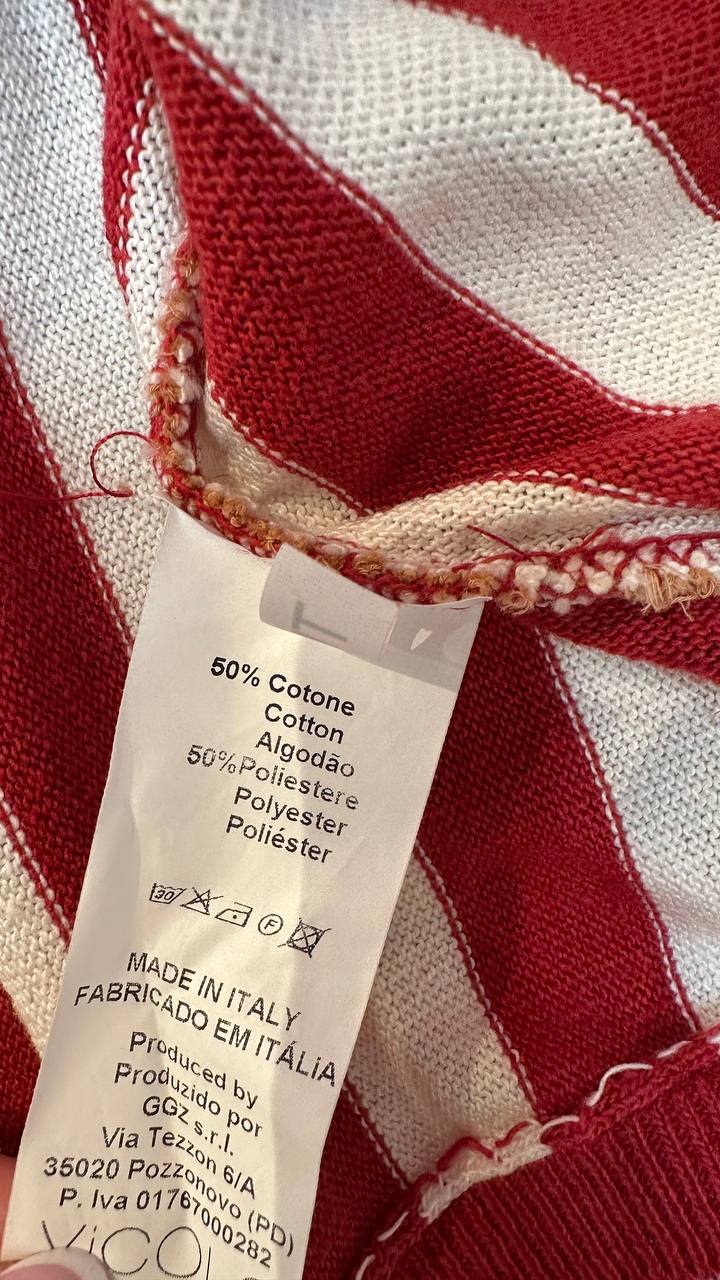 50% Cotone
Cotton
Algodão
50%Poliestere
Polyester
Poliéster
30
F
MADE IN ITALY
FABRICADO EM ITÁLiA
Produced by
Produzido por
GGz s.r.l.
Via Tezzon 6/A
35020 Pozzonovo (PD)
P. Iva 01767000282